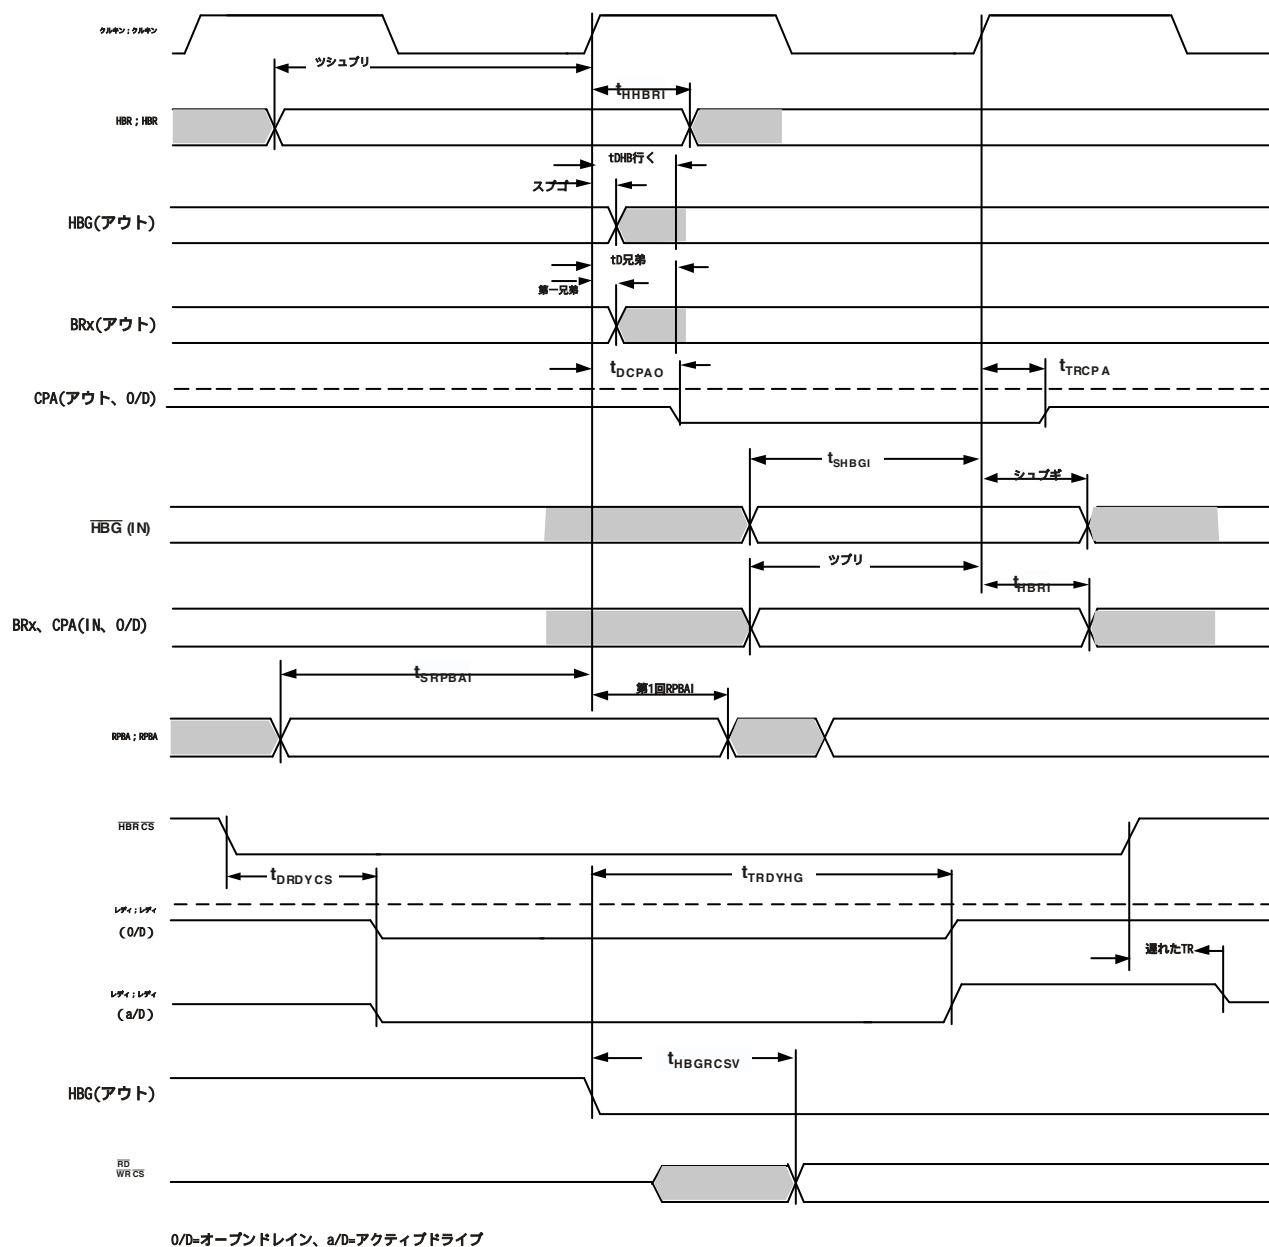 クルキン;クルキン
ツシュブリ
tHHBRI
HBR;HBR
tDHB行く
スブゴ
HBG(アウト)
tD兄弟
第一兄弟
BRx(アウト)
tDCPAO
tTRCPA
CPA(アウト、O/D)
tSHBGI
シュブギ
HBG (IN)
ツブリ
tHBRI
BRx、CPA(IN、O/D)
tSRPBAI
第1回RPBAI
RPBA;RPBA
HBR CS
tDRDYCS
tTRDYHG
レディ;レディ
(O/D)
遅れたTR
レディ;レディ
(a/D)
tHBGRCSV
HBG(アウト)
RD
WR CS
O/D=オープンドレイン、a/D=アクティブドライブ